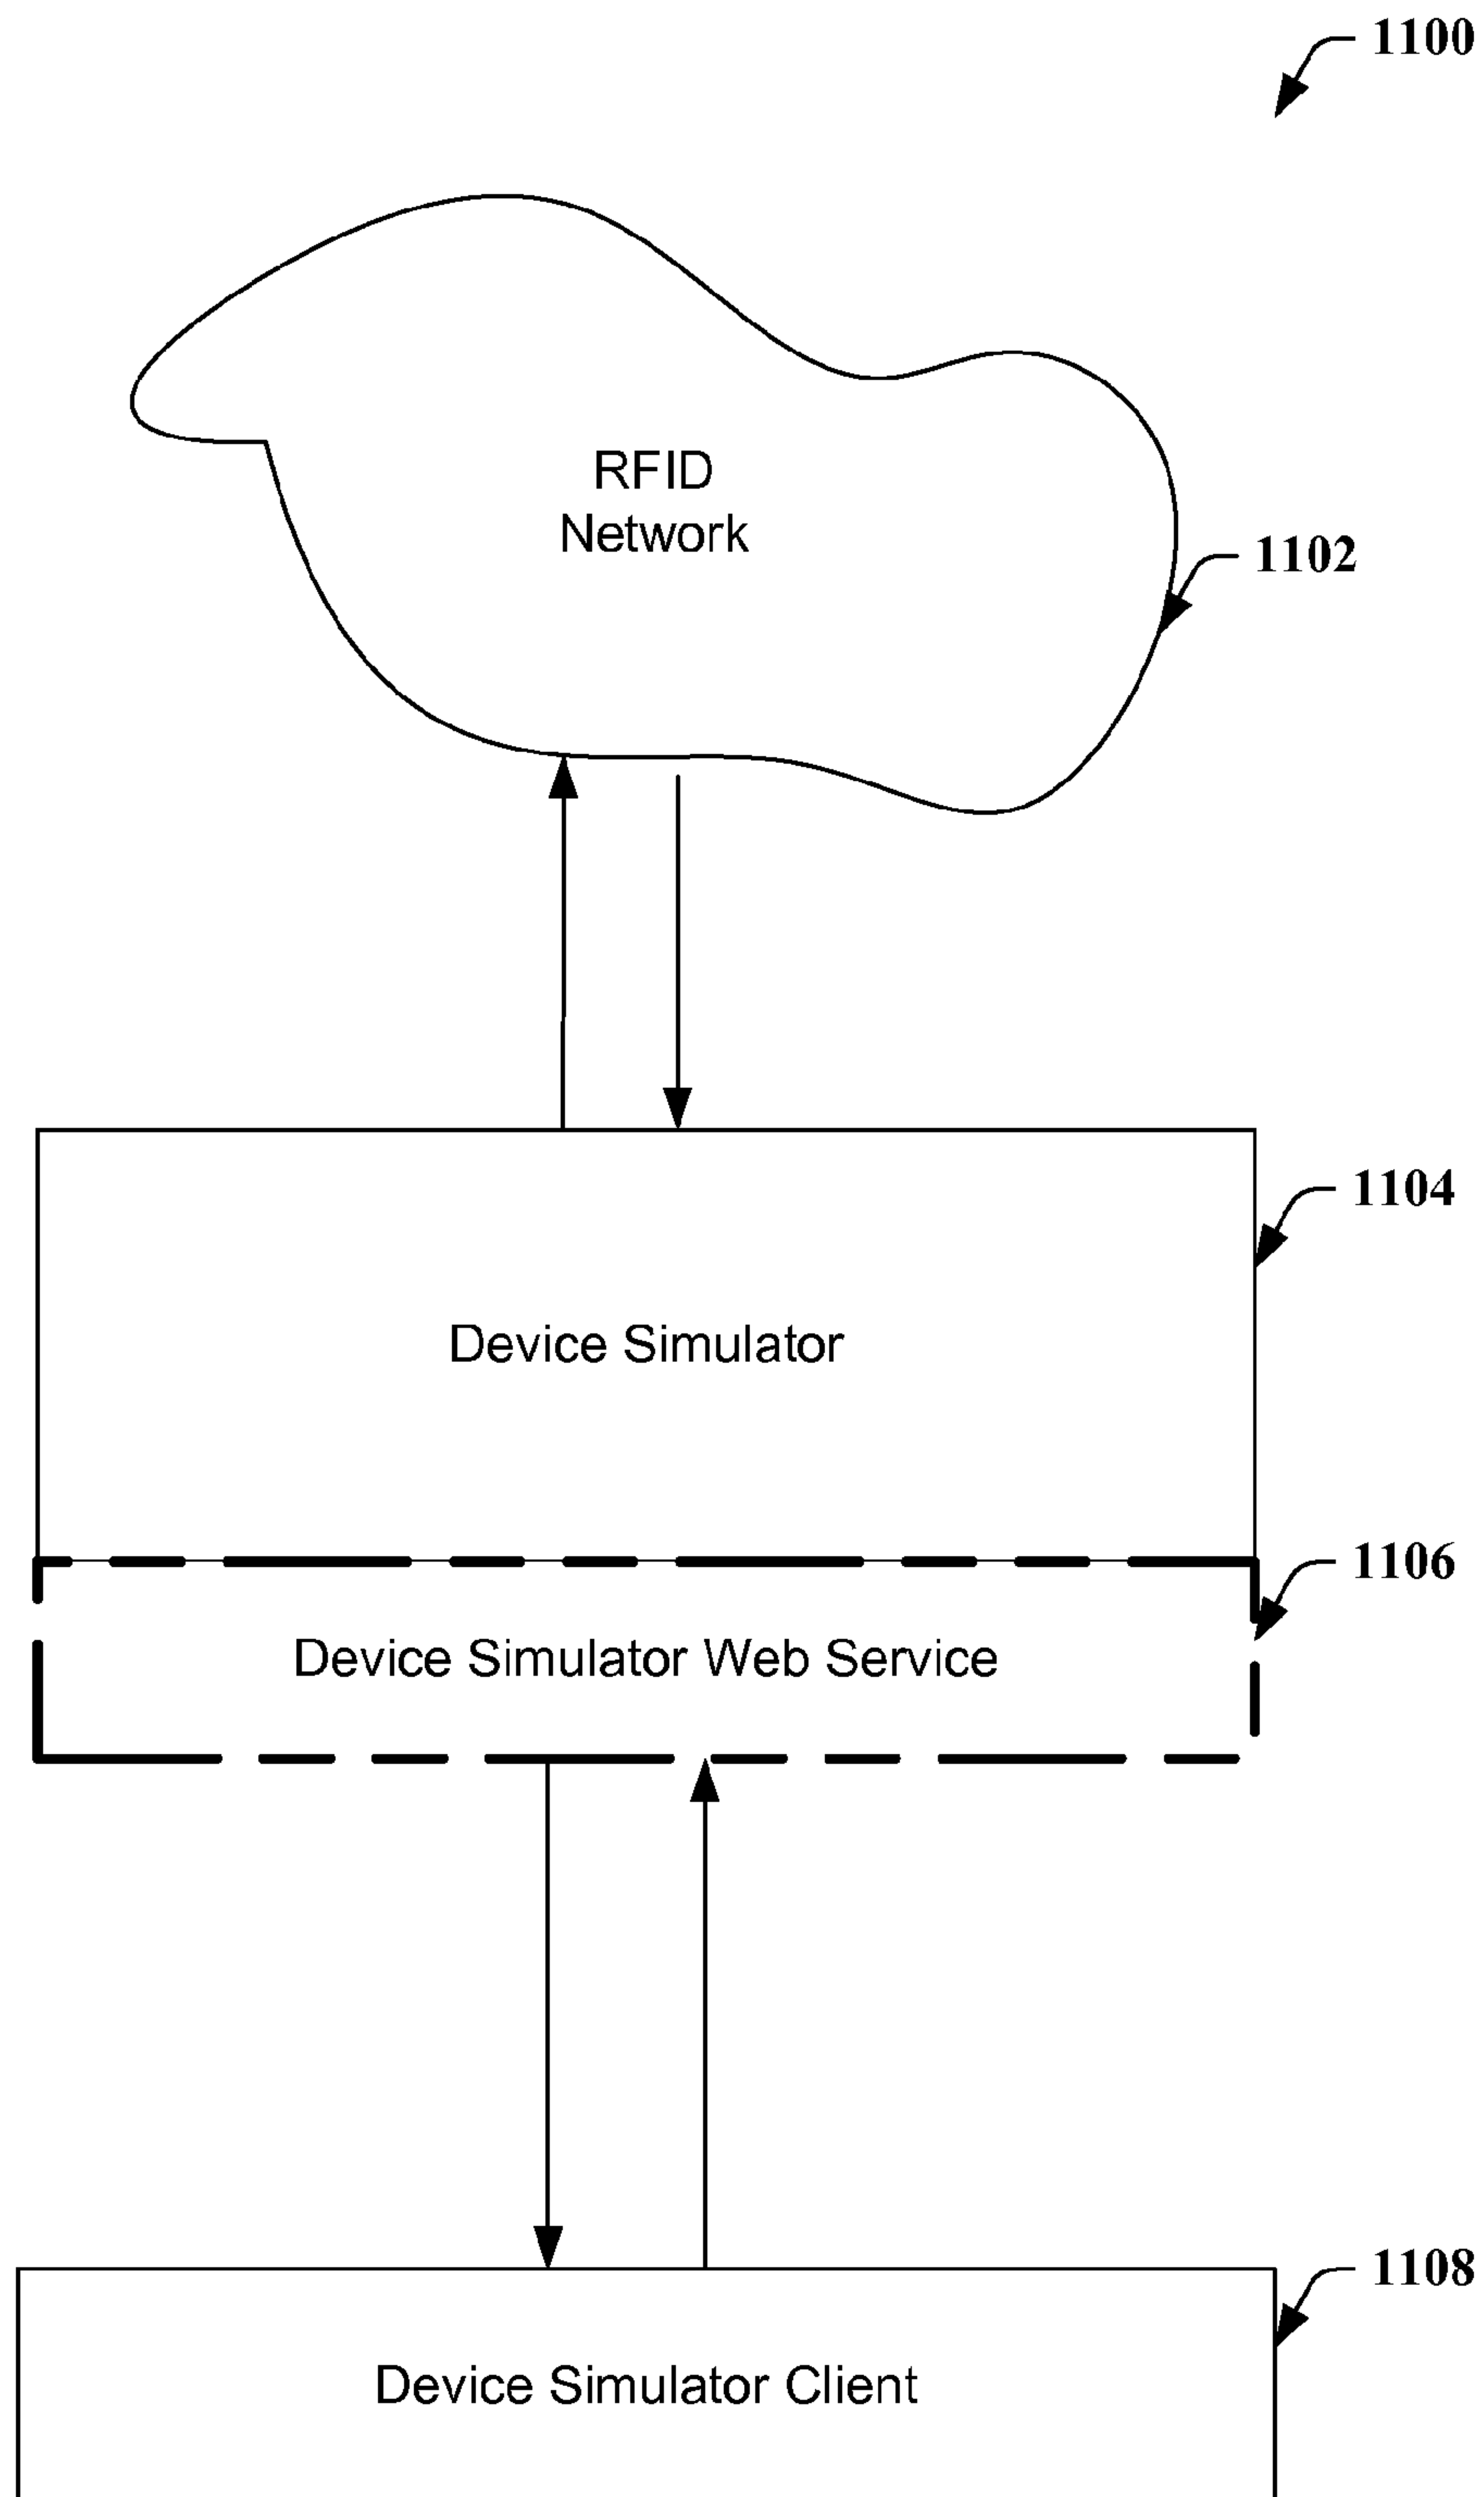 1100
RFID
Network
1102
1104
Device Simulator
1106
Device Simulator Web Service
1108
Device Simulator Client